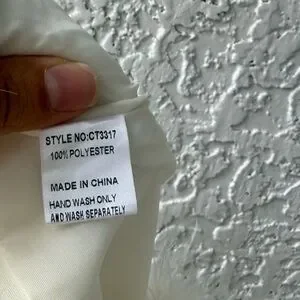 STYLE NO:CT3317
100% POLYESTER
MADE IN CHINA
HAND WASH ONLY
AND WASH SEPARATELY